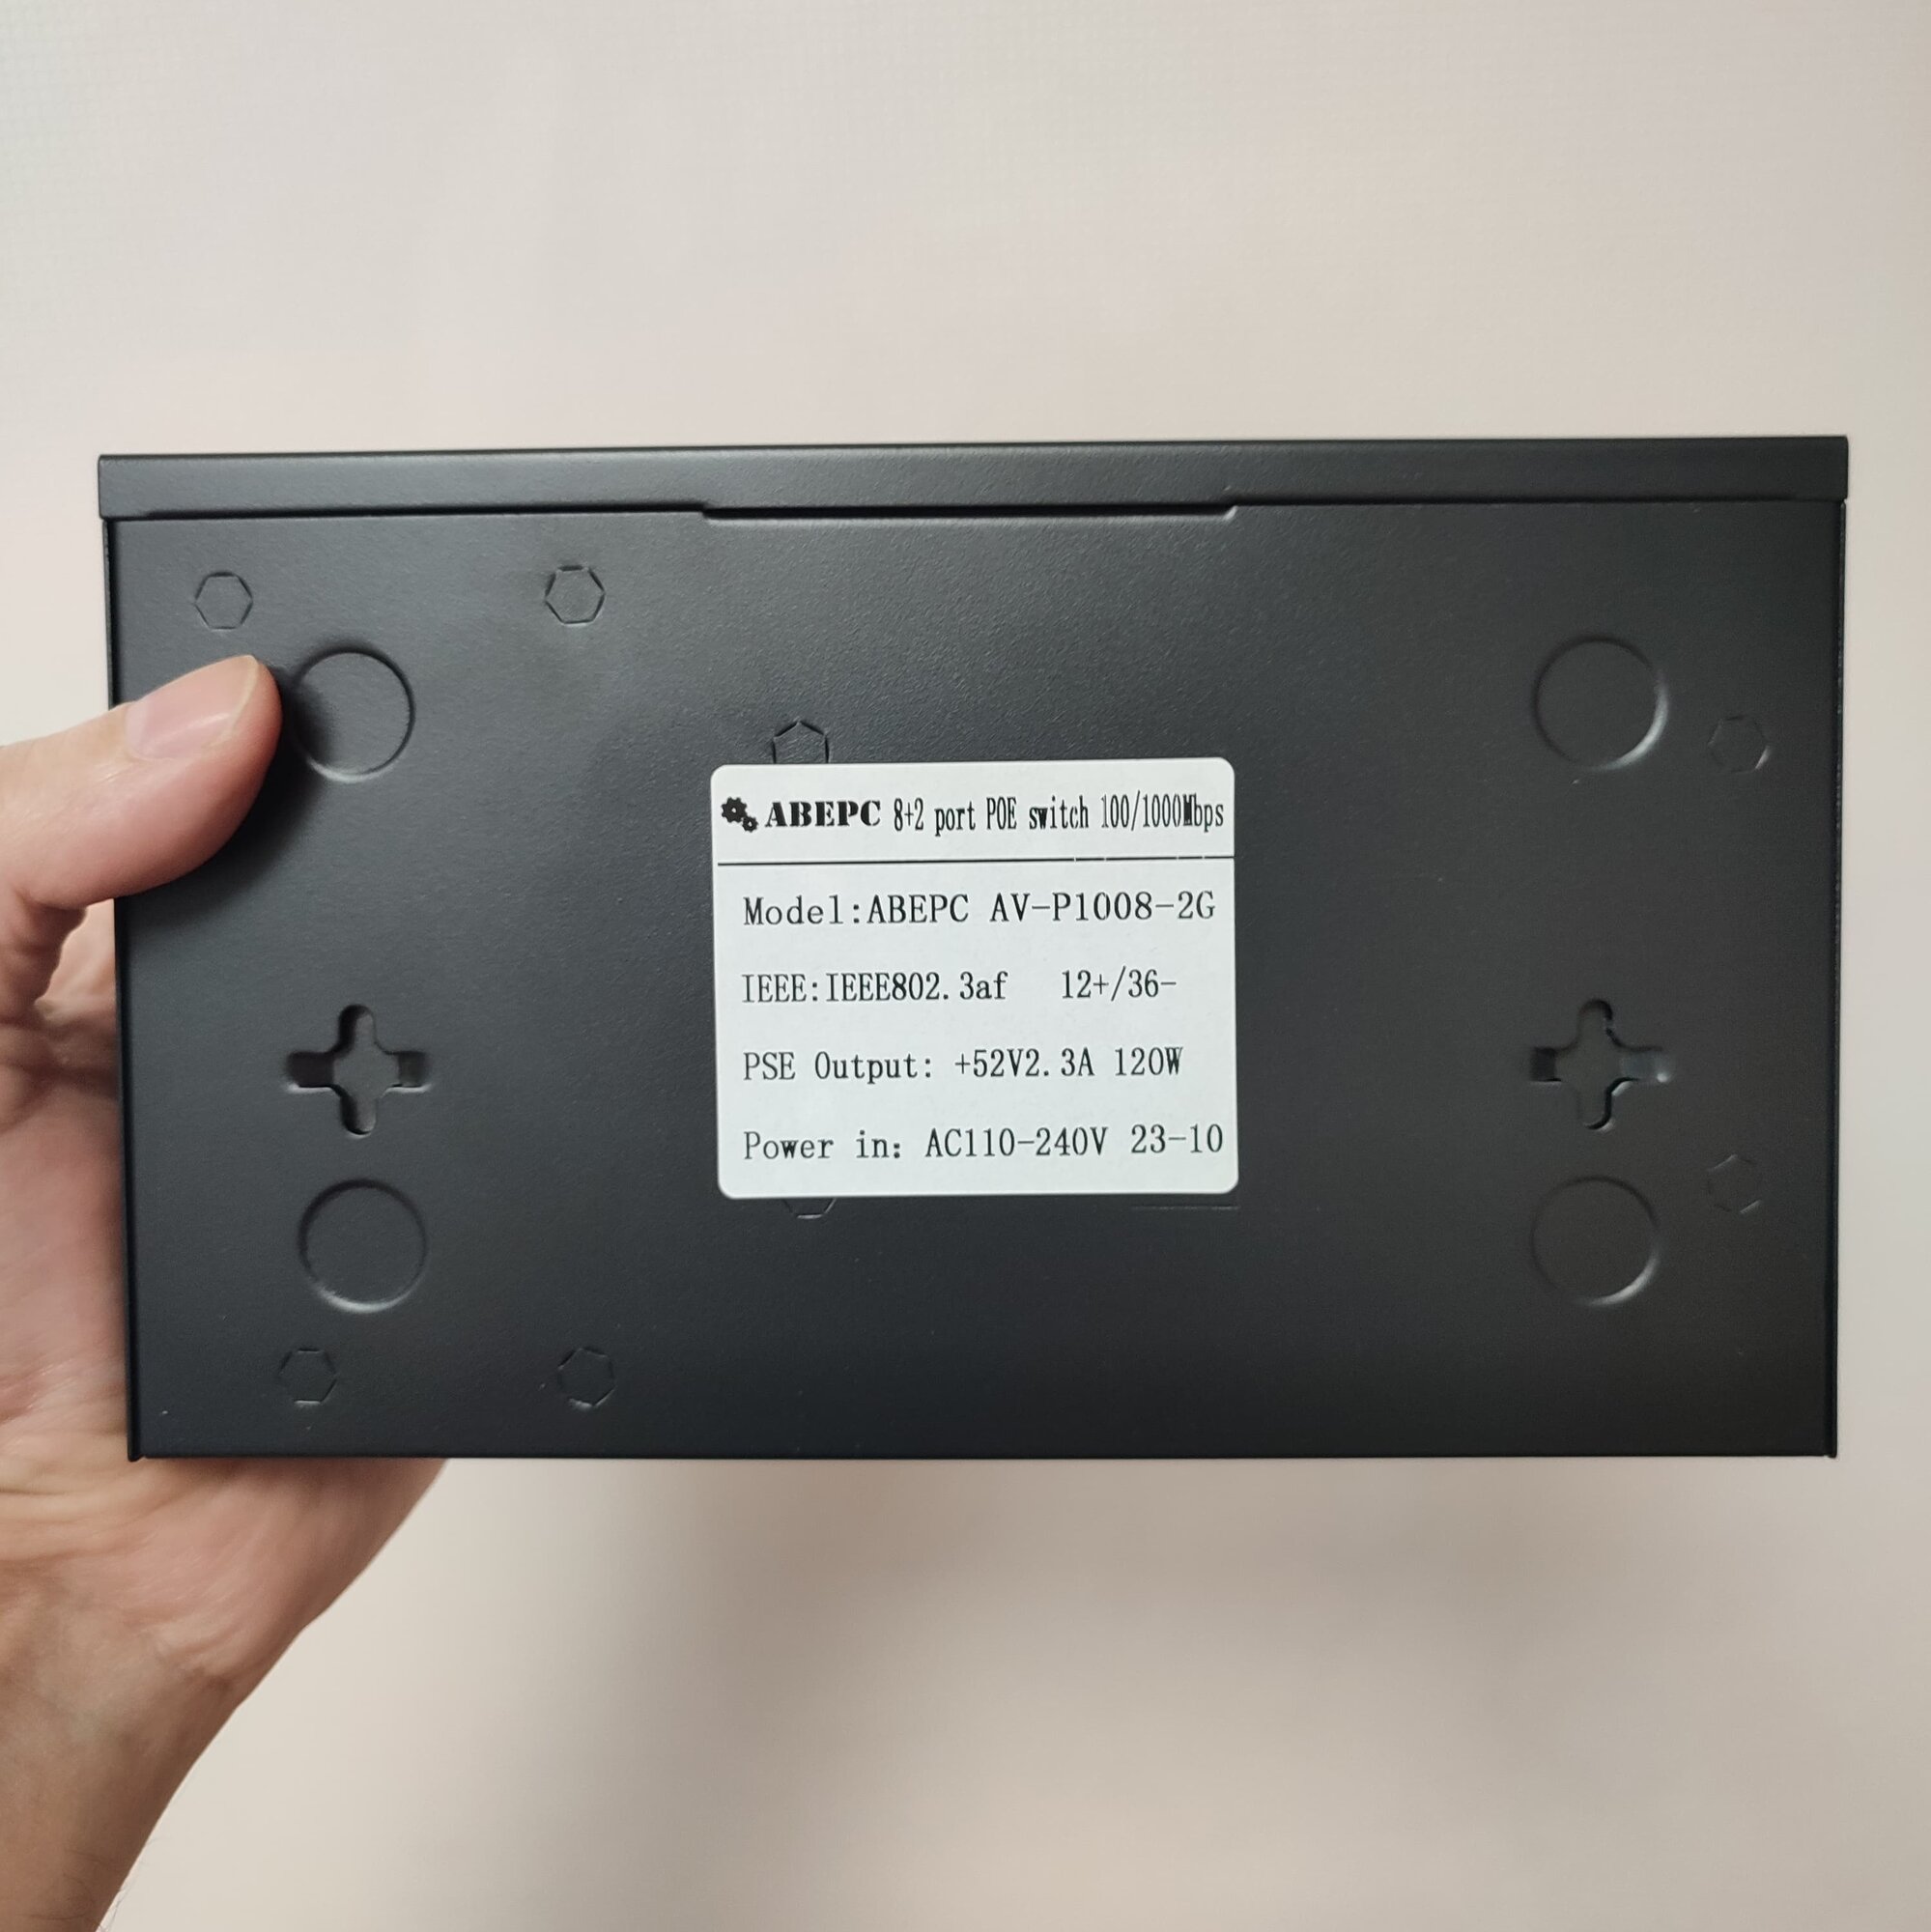 ABEPC 8+2 port POE switch 100/1000Mbps
Model:ABEPC AV-P1008-2G
IEEE:IEEE802.3af 12+/36-
PSE Output: +52V2.3A 120W
Power in: AC110-240V 23-10